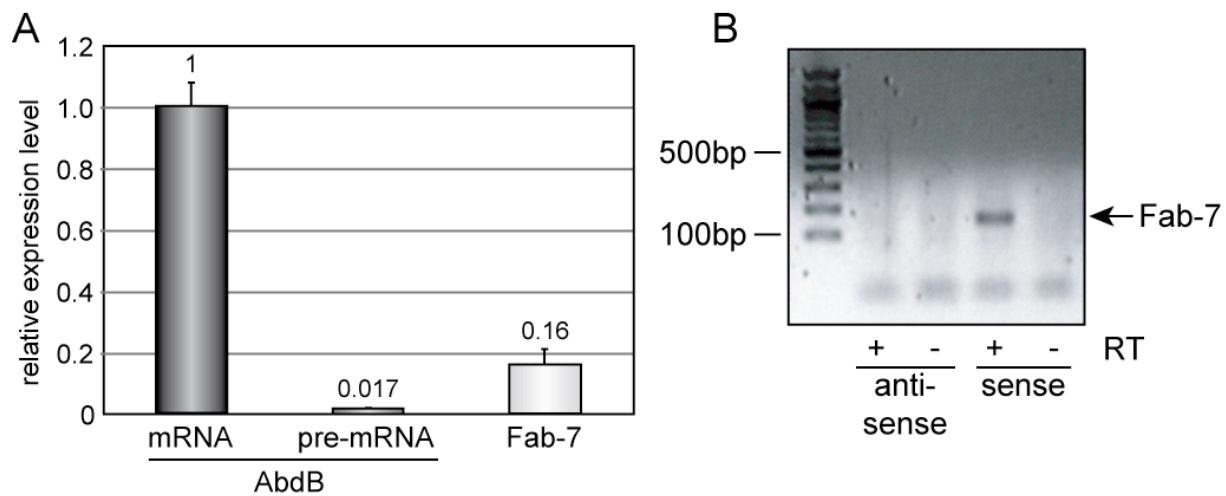 A
relative expression level
1.2
1.0
0.8
0.6
0.4
0.2
0
1
0.017
0.16
mRNA
pre-mRNA
Fab-7
AbdB
B
500bp
100bp
Fab-7
+ - + - RT
anti-
sense
sense